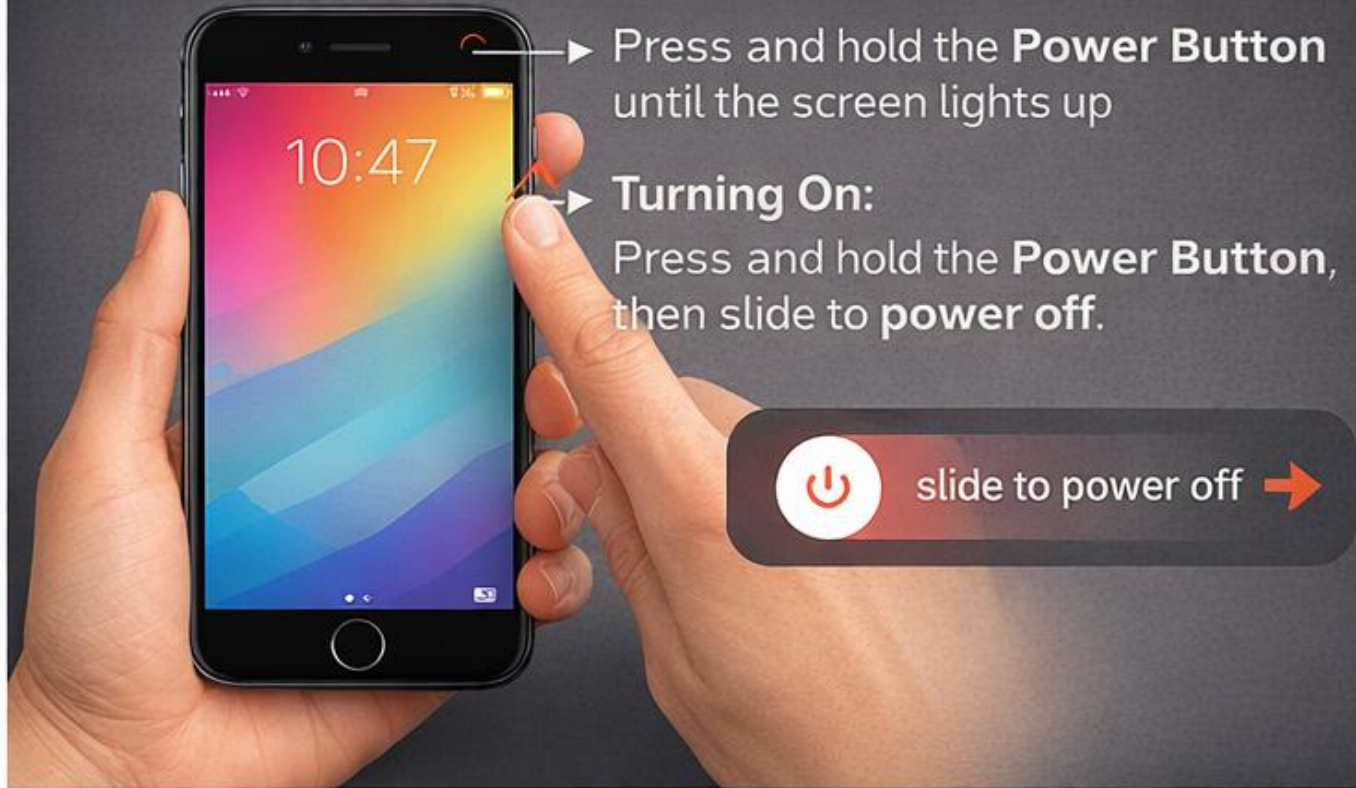 Press and hold the Power Button
until the screen lights up
10:47
Turning On:
Press and hold the Power Button,
then slide to power off.
slide to power off